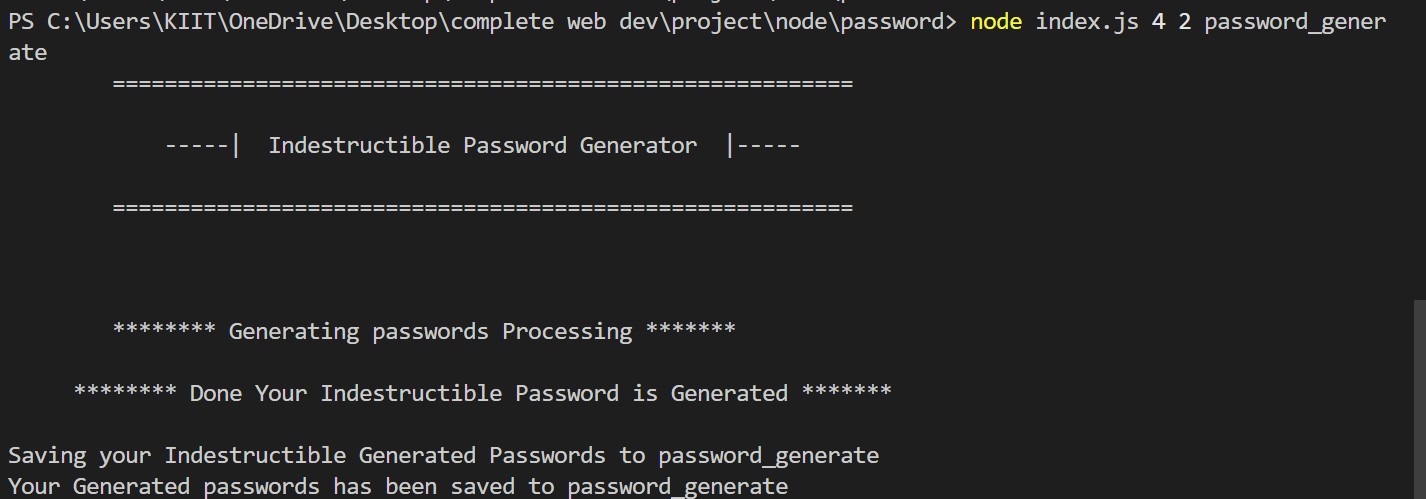 PS C:\Users\KIIT\OneDrive\Desktop\complete web dev\project\node\password> node index.js 4 2 password_gener
ate
=========================================================
-----|  Indestructible Password Generator  |-----
=========================================================
******** Generating passwords Processing *******
******** Done Your Indestructible Password is Generated *******
Saving your Indestructible Generated Passwords to password_generate
Your Generated passwords has been saved to password_generate